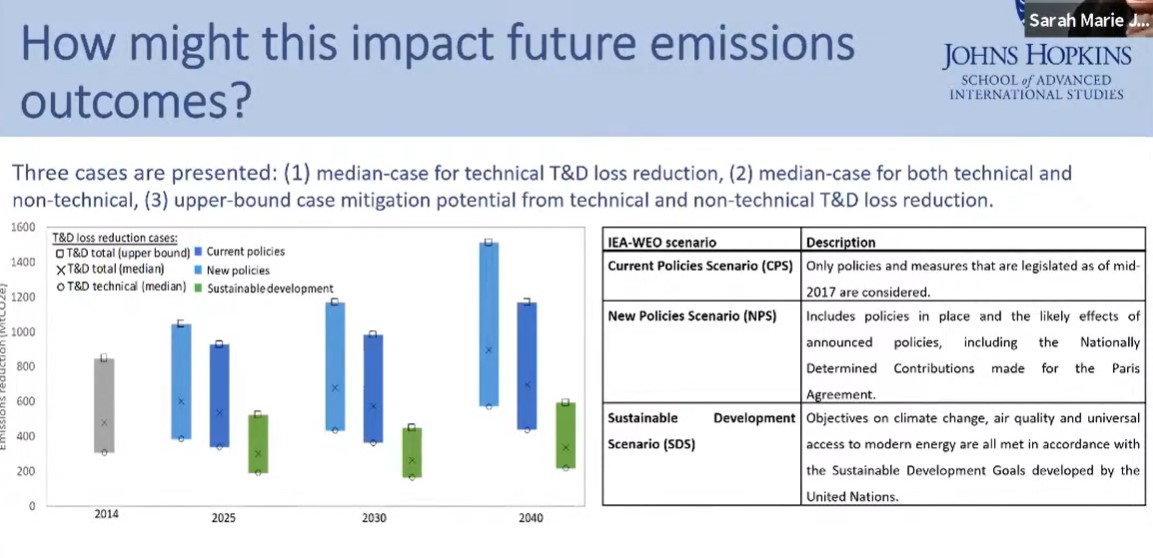 How might this impact future emissions
outcomes?
Sarah Marie J...
JOHNS HOPKINS
SCHOOL of ADVANCED
INTERNATIONAL STUDIES
Three cases are presented: (1) median-case for technical T&D loss reduction, (2) median-case for both technical and
non-technical, (3) upper-bound case mitigation potential from technical and non-technical T&D loss reduction.
Emissions reduction (MtCO2e)
1600
1400
1200
1000
800
600
400
200
0
T&D loss reduction cases:
T&D total (upper bound)
T&D total (median)
T&D technical (median)
Current policies
New policies
Sustainable development
2014
2025
2030
2040
IEA-WEO scenario
Description
Current Policies Scenario (CPS)
Only policies and measures that are legislated as of mid-
2017 are considered.
New Policies Scenario (NPS)
Includes policies in place and the likely effects of
announced policies, including the Nationally
Determined Contributions made for the Paris
Agreement.
Sustainable Development
Scenario (SDS)
Objectives on climate change, air quality and universal
access to modern energy are all met in accordance with
the Sustainable Development Goals developed by the
United Nations.